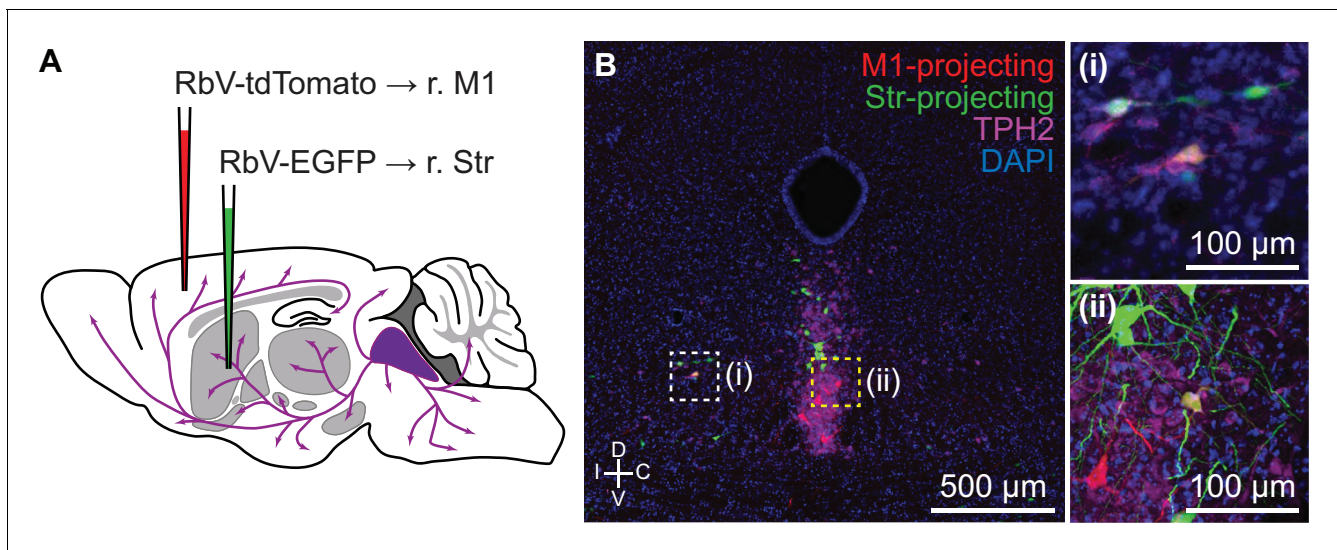 A
RbV-tdTomato → r. M1
RbV-EGFP → r. Str
B
M1-projecting
Str-projecting
TPH2
DAPI
(i)
(ii)
D
I
C
V
500 µm
(i)
100 µm
(ii)
100 µm